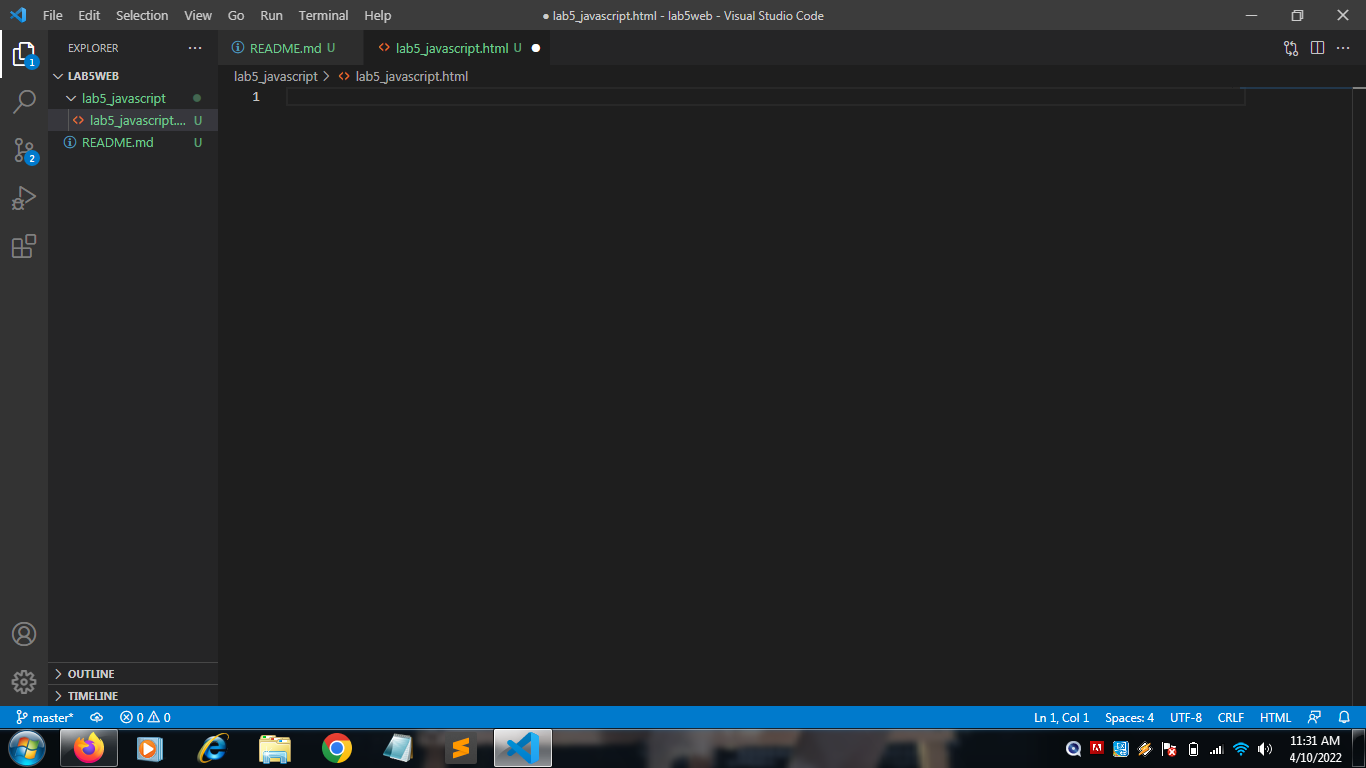 File Edit Selection View Go Run Terminal Help
● lab5_javascript.html - lab5web - Visual Studio Code
EXPLORER
README.md U
lab5_javascript.html U
LAB5WEB
lab5_javascript > lab5_javascript.html
1
lab5_javascript
lab5_javascript.... U
README.md U
1
2
OUTLINE
TIMELINE
master*
0 0
Ln 1, Col 1
Spaces: 4
UTF-8
CRLF
HTML
11:31 AM
4/10/2022